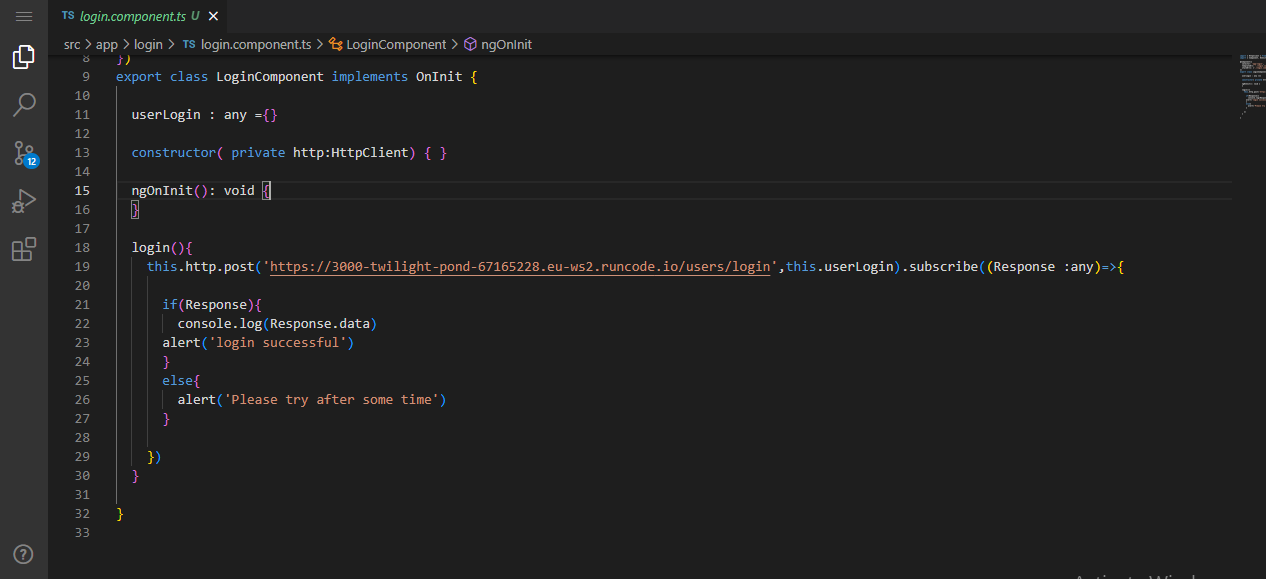 TS login.component.ts U ×
src > app > login > TS login.component.ts > LoginComponent > ngOnInit
8 })
9 export class LoginComponent implements OnInit {
10
11 userLogin : any ={}
12
13 constructor( private http:HttpClient) { }
14
15 ngOnInit(): void {
16 }
17
18 login(){
19 this.http.post('https://3000-twilight-pond-67165228.eu-ws2.runcode.io/users/login',this.userLogin).subscribe((Response :any)=>{
20
21 if(Response){
22 console.log(Response.data)
23 alert('login successful')
24 }
25 else{
26 alert('Please try after some time')
27 }
28
29 })
30 }
31
32 }
33
12